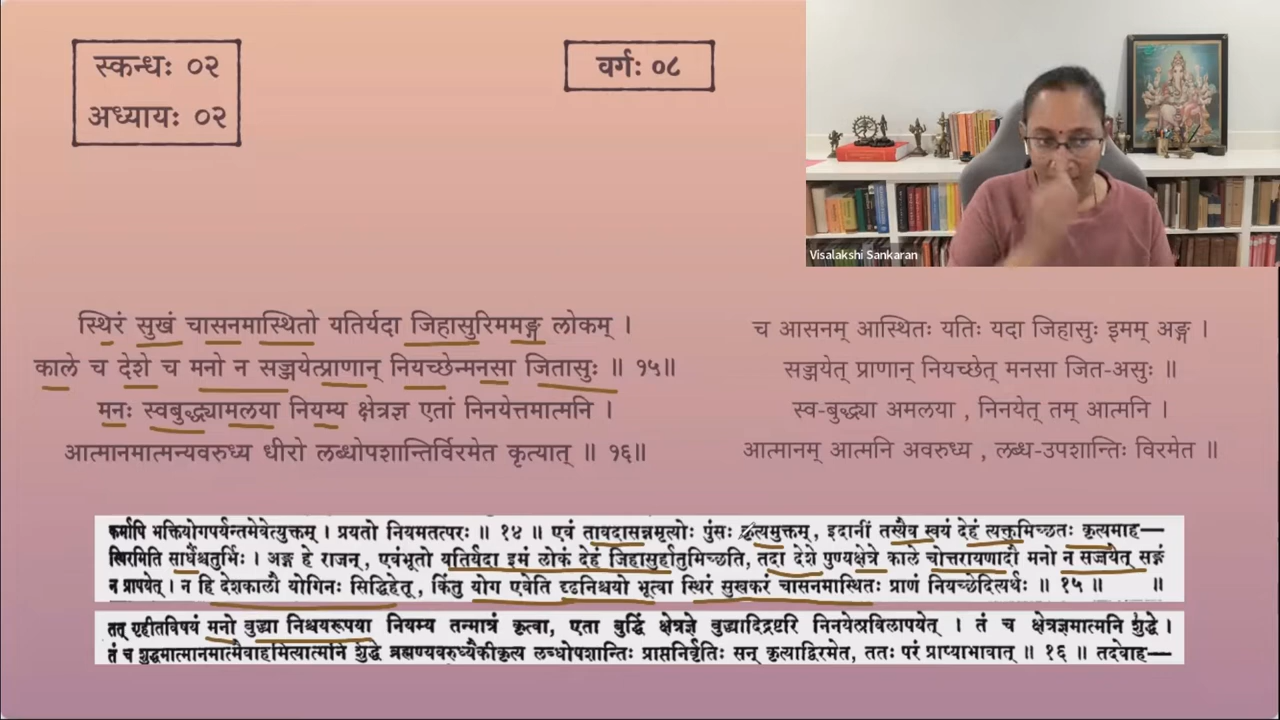 स्कन्धः ०२
अध्यायः ०२
वर्गः ०८
Visalakshi Sankaran
स्थिरं सुखं चासनमास्थितो यतिर्यदा जिहासुरिममङ्ग लोकम् ।
काले च देशे च मनो न सज्जयेत्प्राणान् नियच्छेन्मनसा जितासुः ॥ १५॥
मनः स्वबुद्ध्यामलया नियम्य क्षेत्रज्ञ एतां निनयेत्तमात्मनि ।
आत्मानमात्मन्यवरुध्य धीरो लब्धोपशान्तिर्विरमेत कृत्यात् ॥ १६॥
च आसनम् आस्थितः यतिः यदा जिहासुः इमम् अङ्ग ।
सज्जयेत् प्राणान् नियच्छेत् मनसा जित-असुः ॥
स्व-बुद्ध्या अमलया , निनयेत् तम् आत्मनि ।
आत्मानम् आत्मनि अवरुध्य , लब्ध-उपशान्तिः विरमेत ॥
कर्मापि भक्तियोगपर्यन्तमेवेत्युक्तम् । प्रयतो नियमतत्परः ॥ १४ ॥ एवं तावदासन्नमृत्योः पुंसः कृत्यमुक्तम्, इदानीं तस्यैव स्वयं देहं त्यक्तुमिच्छतः कृत्यमाह—
स्थिरमिति सार्धैश्चतुर्भिः । अङ्ग हे राजन्, एवंभूतो यतिर्यदा इमं लोकं देहं जिहासुर्हातुमिच्छति, तदा देशे पुण्यक्षेत्रे काले चोत्तरायणादौ मनो न सज्जयेत् सङ्गं
न प्रापयेत् । न हि देशकालौ योगिनः सिद्धिहेतू, किंतु योग एवेति दृढनिश्चयो भूत्वा स्थिरं सुखकरं चासनमास्थितः प्राणं नियच्छेदित्यर्थः ॥ १५ ॥ ॥
तत् गृहीतविषयं मनो बुद्ध्या निश्चयरूपया नियम्य तन्मात्रं कृत्वा, एतां बुद्धिं क्षेत्रज्ञे बुद्ध्यादिद्रष्टरि निनयेत्प्रविलापयेत् । तं च क्षेत्रज्ञमात्मनि शुद्धे ।
तं च शुद्धमात्मानमात्मैवाहमित्यात्मनि शुद्धे ब्रह्मण्यवरुध्यैकीकृत्य लब्धोपशान्तिः प्राप्तनिर्वृतिः सन् कृत्याद्विरमेत, ततः परं प्राप्याभावात् ॥ १६ ॥ तदेवाह—